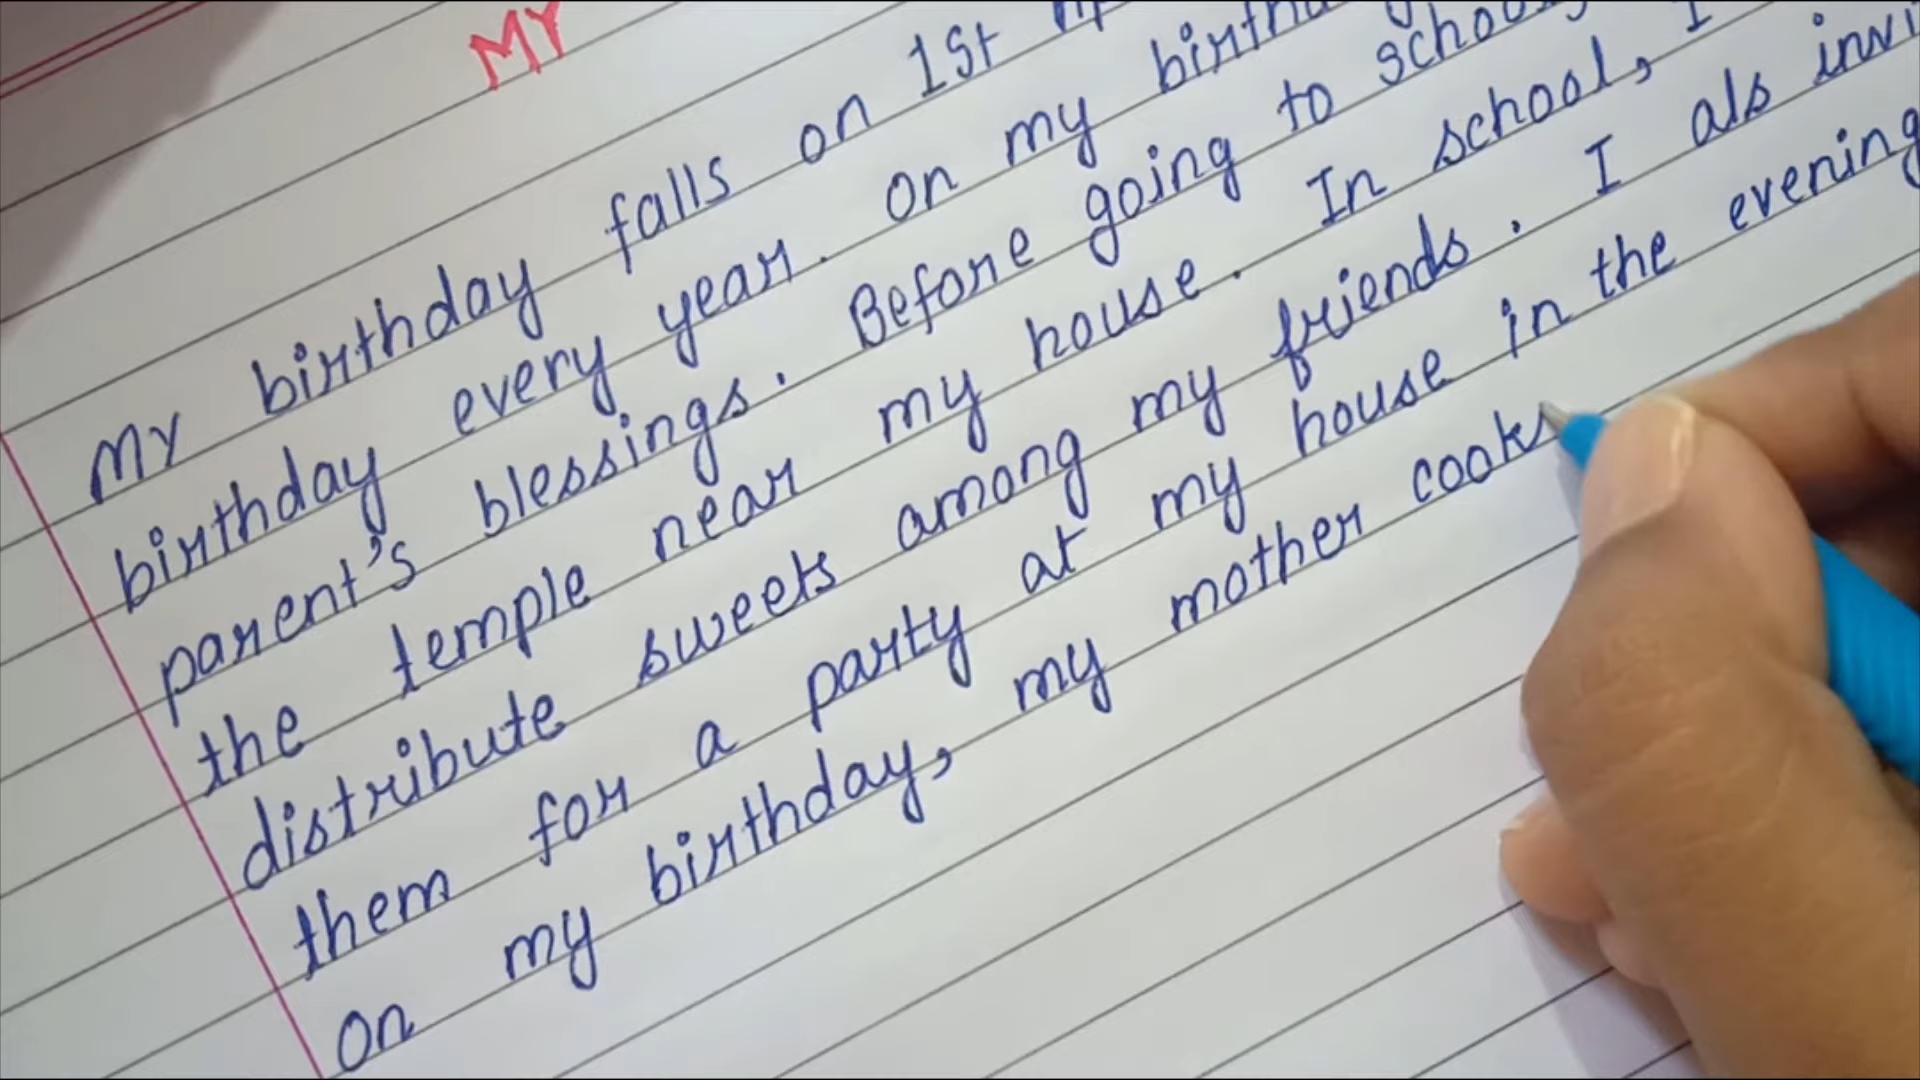 MY
My birthday falls on 1st
birthday every year. On my
parent's blessings. Before going to
the temple near my house. In school, I
distribute sweets among my friends. I als
them for a party at my house in the evening
On my birthday, my mother cooks